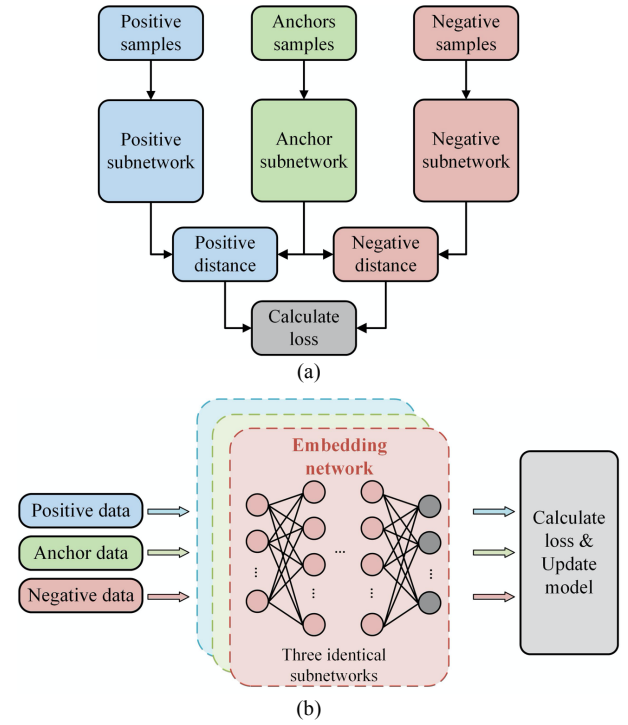 Positive
samples
Anchors
samples
Negative
samples
Positive
subnetwork
Anchor
subnetwork
Negative
subnetwork
Positive
distance
Negative
distance
Calculate
loss
(a)
Embedding
network
Positive data
Anchor data
Negative data
...
...
...
...
...
Three identical
subnetworks
Calculate
loss &
Update
model
(b)